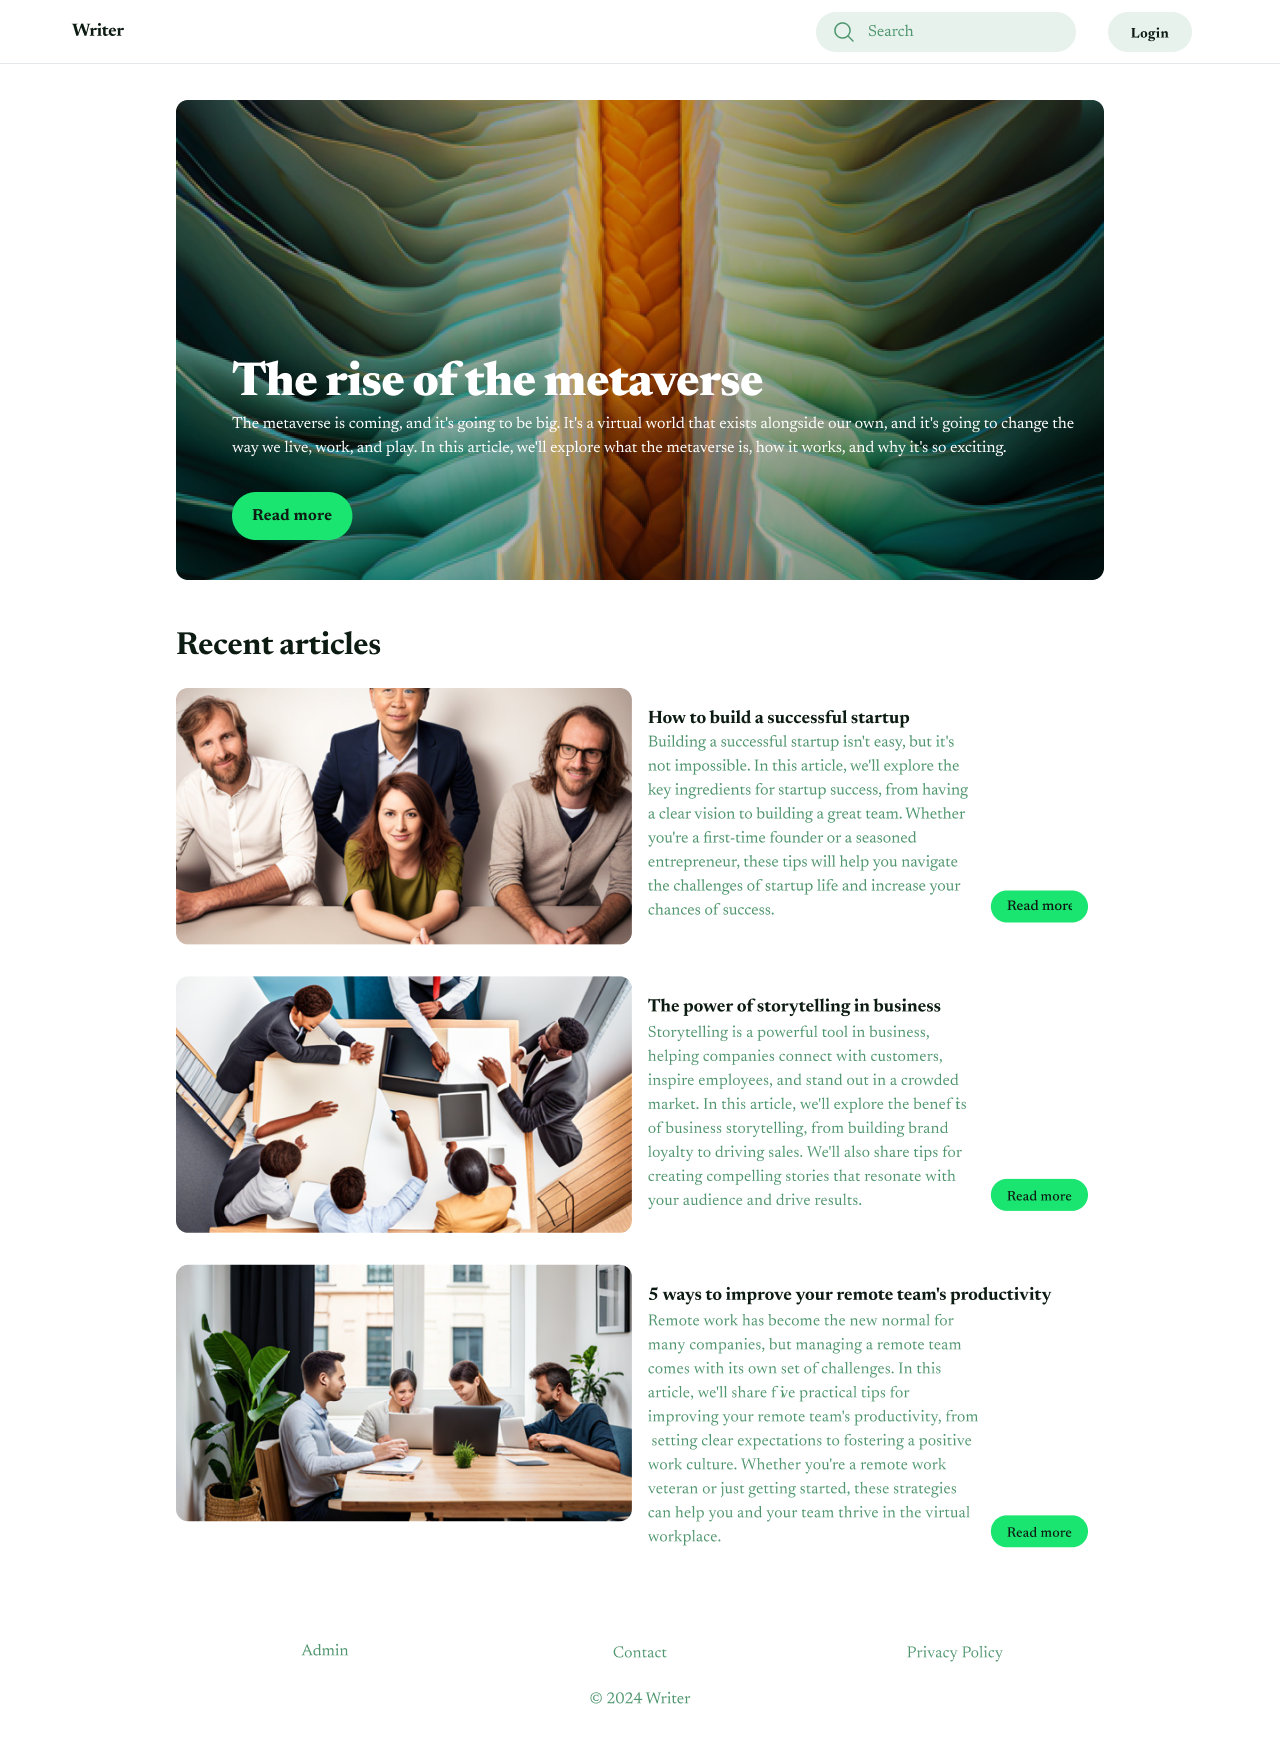 Writer
Search
Login
The rise of the metaverse
The metaverse is coming, and it's going to be big. It's a virtual world that exists alongside our own, and it's going to change the
way we live, work, and play. In this article, we'll explore what the metaverse is, how it works, and why it's so exciting.
Read more
Recent articles
How to build a successful startup
Building a successful startup isn't easy, but it's
not impossible. In this article, we'll explore the
key ingredients for startup success, from having
a clear vision to building a great team. Whether
you're a first-time founder or a seasoned
entrepreneur, these tips will help you navigate
the challenges of startup life and increase your
chances of success.
Read more
The power of storytelling in business
Storytelling is a powerful tool in business,
helping companies connect with customers,
inspire employees, and stand out in a crowded
market. In this article, we'll explore the benefits
of business storytelling, from building brand
loyalty to driving sales. We'll also share tips for
creating compelling stories that resonate with
your audience and drive results.
Read more
5 ways to improve your remote team's productivity
Remote work has become the new normal for
many companies, but managing a remote team
comes with its own set of challenges. In this
article, we'll share five practical tips for
improving your remote team's productivity, from
setting clear expectations to fostering a positive
work culture. Whether you're a remote work
veteran or just getting started, these strategies
can help you and your team thrive in the virtual
workplace.
Read more
Admin
Contact
Privacy Policy
© 2024 Writer